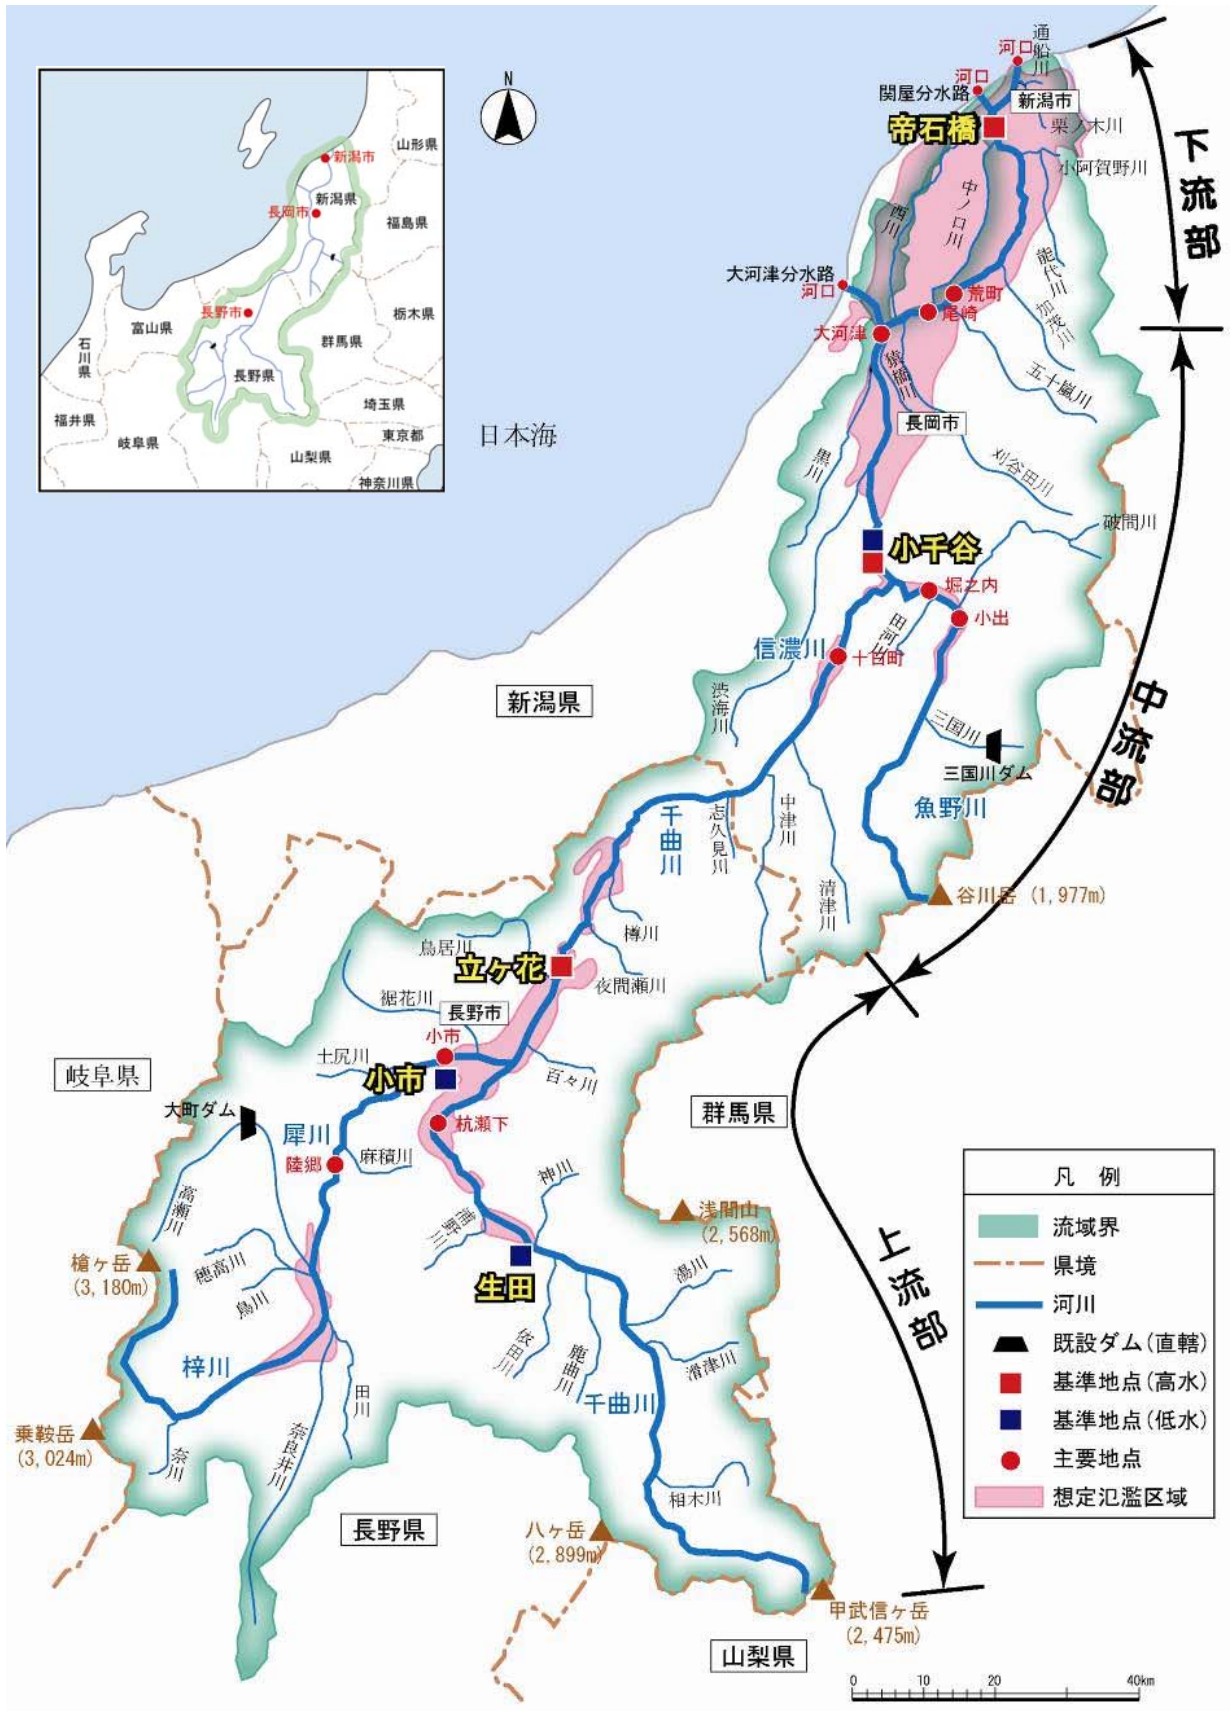 通船川
河口
河口
関屋分水路
新潟市
帝石橋
栗ノ木川
小阿賀野川
下流部
西川
中ノ口川
能代川
大河津分水路
河口
荒町
尾崎
加茂川
大河津
猿橋川
五十嵐川
長岡市
日本海
黒川
刈谷田川
破間川
小千谷
堀之内
小出
田河川
信濃川
十日町
渋海川
新潟県
中流部
三国川
三国川ダム
魚野川
千曲川
志久見川
中津川
清津川
谷川岳 (1,977m)
樽川
鳥居川
立ヶ花
夜間瀬川
裾花川
長野市
小市
土尻川
小市
百々川
岐阜県
大町ダム
群馬県
犀川
杭瀬下
陸郷
麻積川
高瀬川
神川
浦野川
浅間山
(2,568m)
槍ヶ岳
(3,180m)
穂高川
烏川
生田
湯川
上流部
依田川
鹿曲川
滑津川
梓川
田川
千曲川
乗鞍岳
(3,024m)
奈川
奈良井川
相木川
長野県
八ヶ岳
(2,899m)
甲武信ヶ岳
(2,475m)
山梨県
N
新潟市
山形県
新潟県
長岡市
福島県
長野市
富山県
栃木県
石川県
群馬県
長野県
埼玉県
福井県
岐阜県
東京都
山梨県
神奈川県
凡 例
流域界
県境
河川
既設ダム(直轄)
基準地点(高水)
基準地点(低水)
主要地点
想定氾濫区域
0 10 20 40km